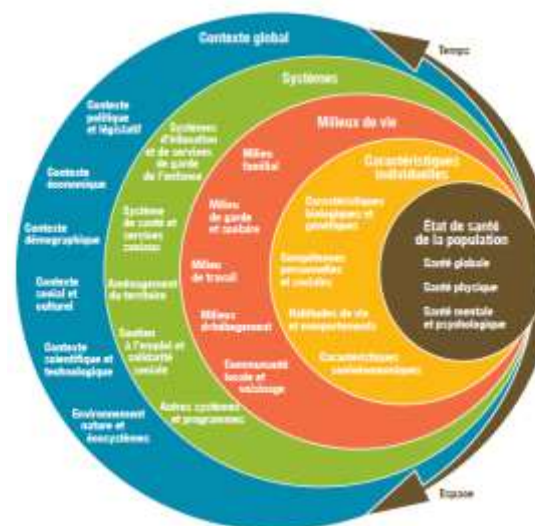 Contexte global
Temps
Systèmes
Contexte
politique
et législatif
Milieux de vie
Systèmes
d'éducation
et de services
de garde
de l'enfance
Milieu
familial
Caractéristiques
individuelles
Contexte
économique
Caractéristiques
biologiques et
génétiques
Système
de santé et
services
sociaux
Milieu
de garde
et scolaire
État de santé
de la population
Contexte
démographique
Compétences
personnelles
et sociales
Santé globale
Milieu
de travail
Aménagement
du territoire
Santé physique
Contexte
social et
culturel
Habitudes de vie
et comportements
Santé mentale
et psychologique
Milieux
d'hébergement
Soutien
à l'emploi et
solidarité
sociale
Contexte
scientifique et
technologique
Caractéristiques
socioéconomiques
Communauté
locale et
voisinage
Autres systèmes
et programmes
Environnement
nature et
écosystèmes
Espace